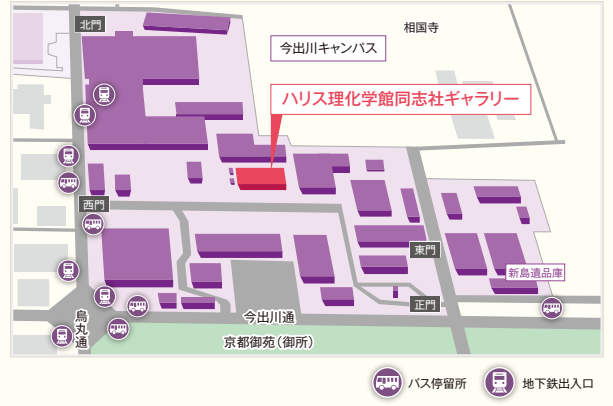 北門
相国寺
今出川キャンパス
ハリス理化学館同志社ギャラリー
西門
東門
新島遺品庫
正門
烏丸通
今出川通
京都御苑(御所)
バス停留所
地下鉄出入口